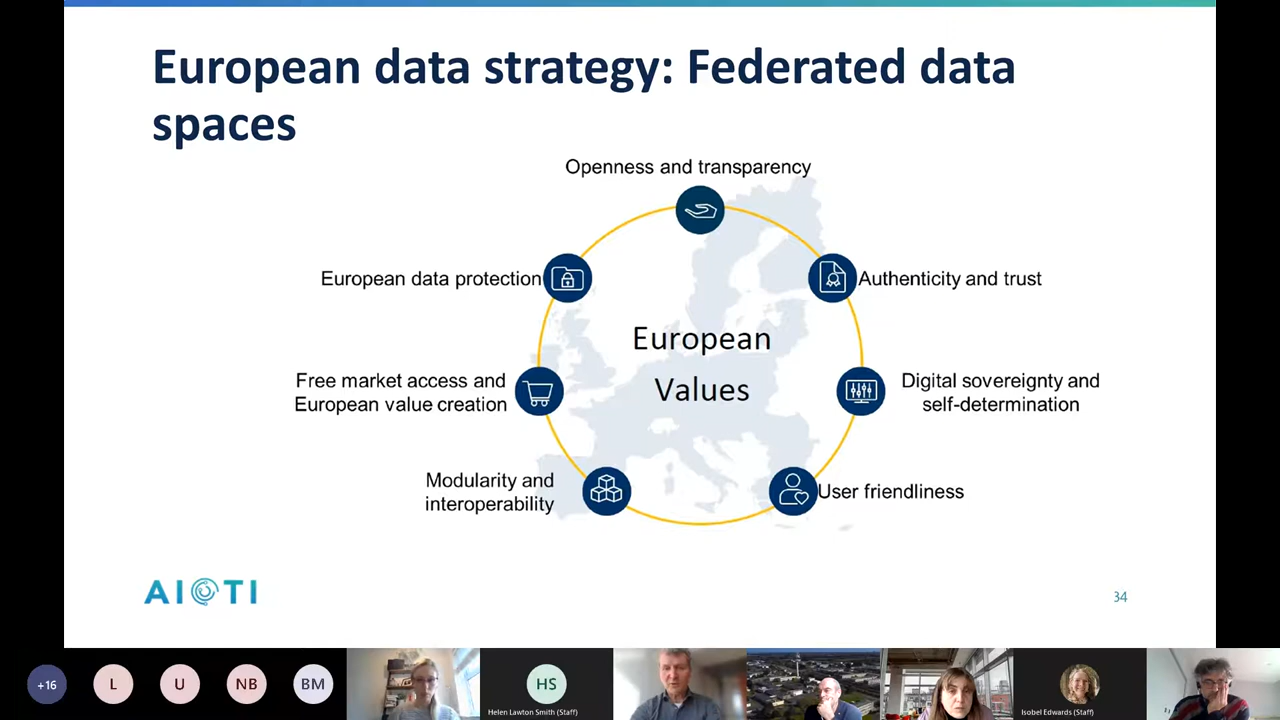 European data strategy: Federated data
spaces
Openness and transparency
European data protection
Authenticity and trust
European
Values
Free market access and
European value creation
Digital sovereignty and
self-determination
Modularity and
interoperability
User friendliness
AIOTI
34
+16
L
U
NB
BM
HS
Helen Lawton Smith (Staff)
Isobel Edwards (Staff)